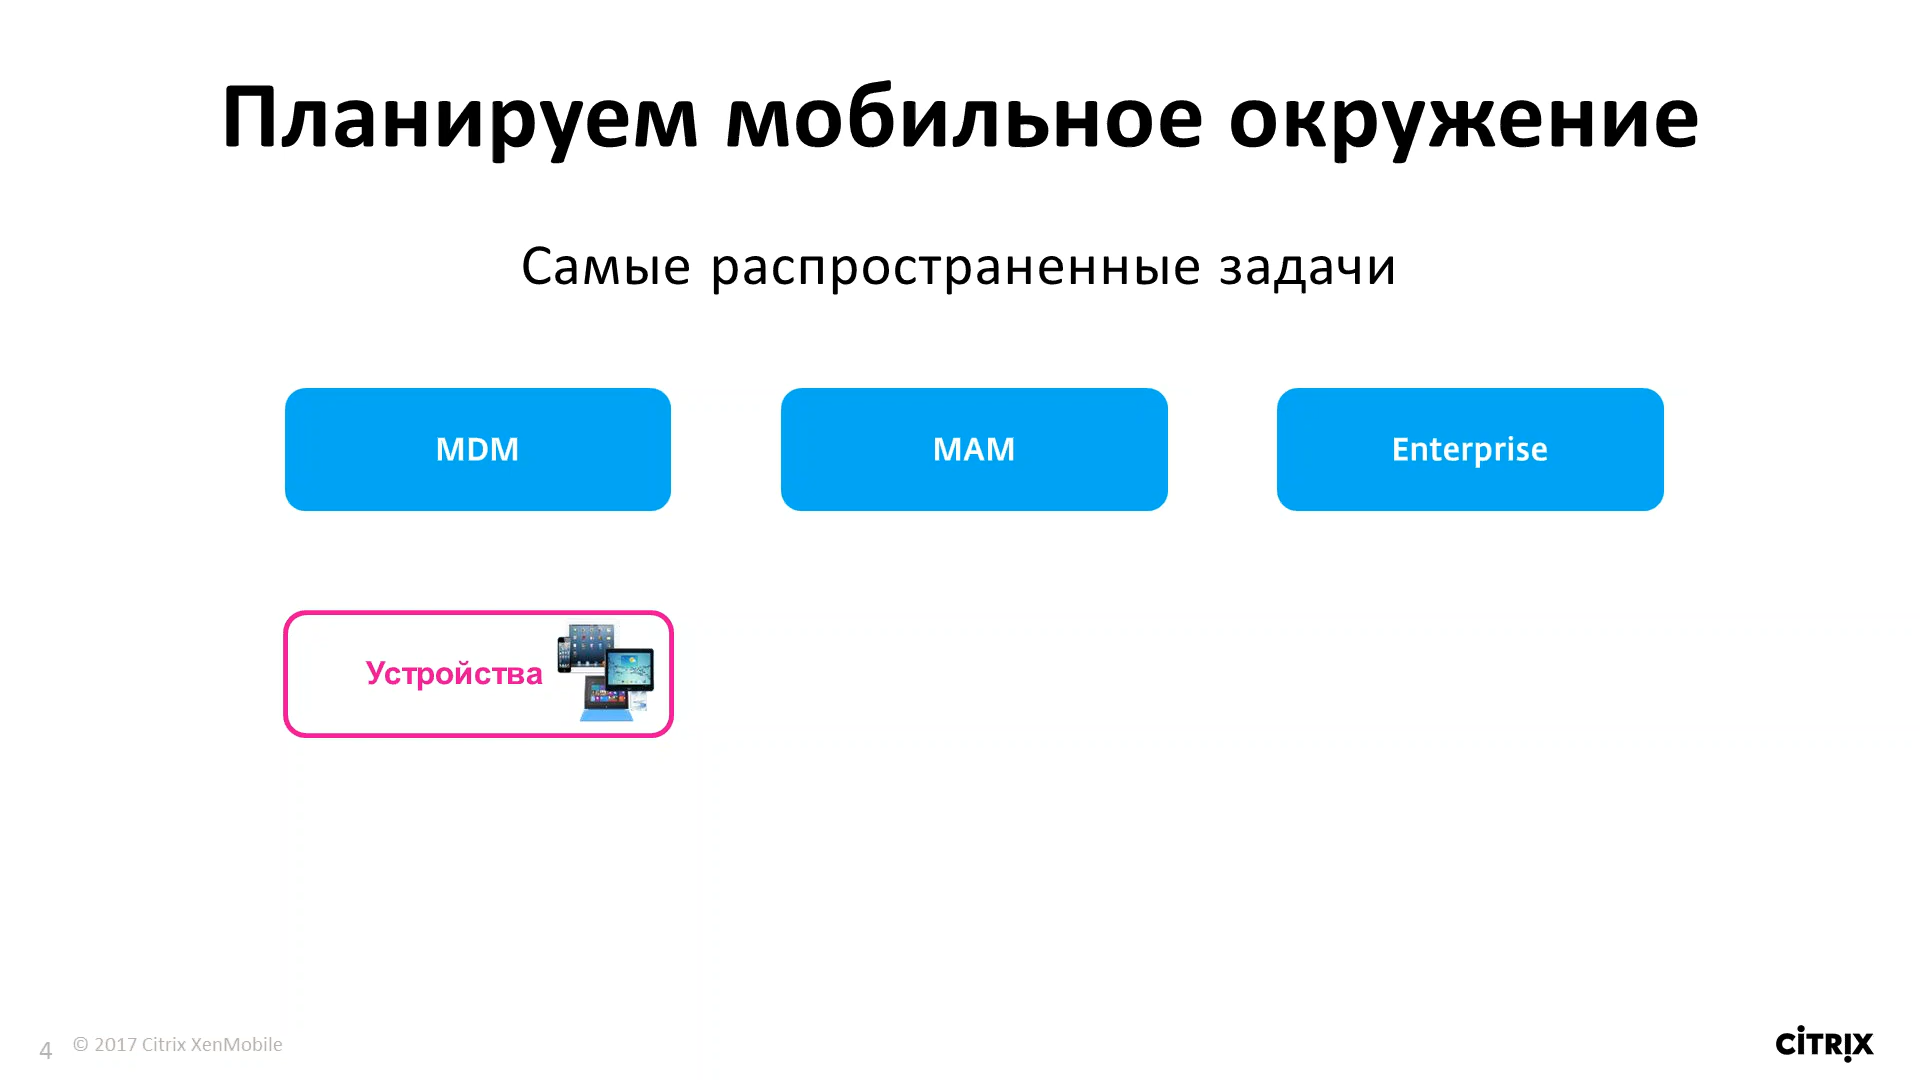 Планируем мобильное окружение
Самые распространенные задачи
MDM
MAM
Enterprise
Устройства
4
© 2017 Citrix XenMobile
CITRIX